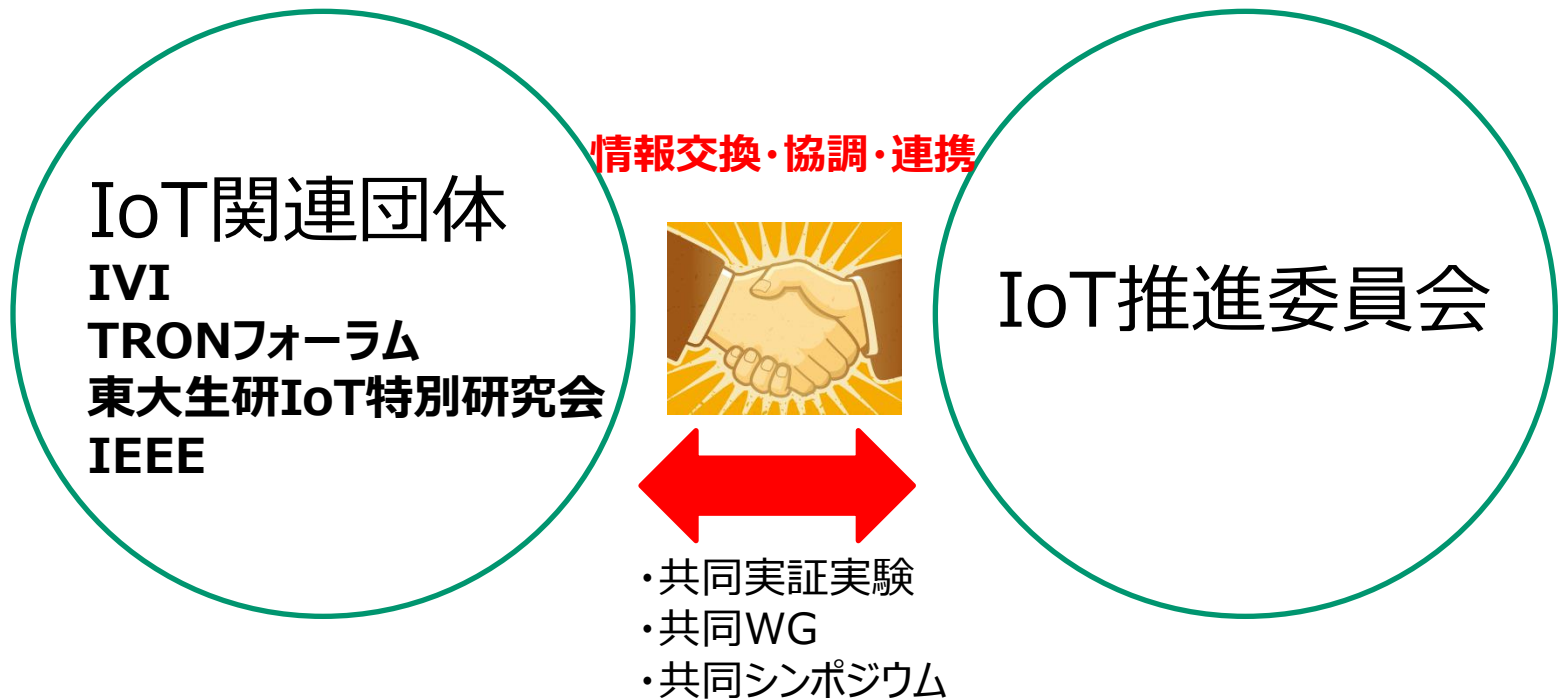 IoT関連団体
IVI
TRONフォーラム
東大生研IoT特別研究会
IEEE
情報交換・協調・連携
・共同実証実験
・共同WG
・共同シンポジウム
IoT推進委員会